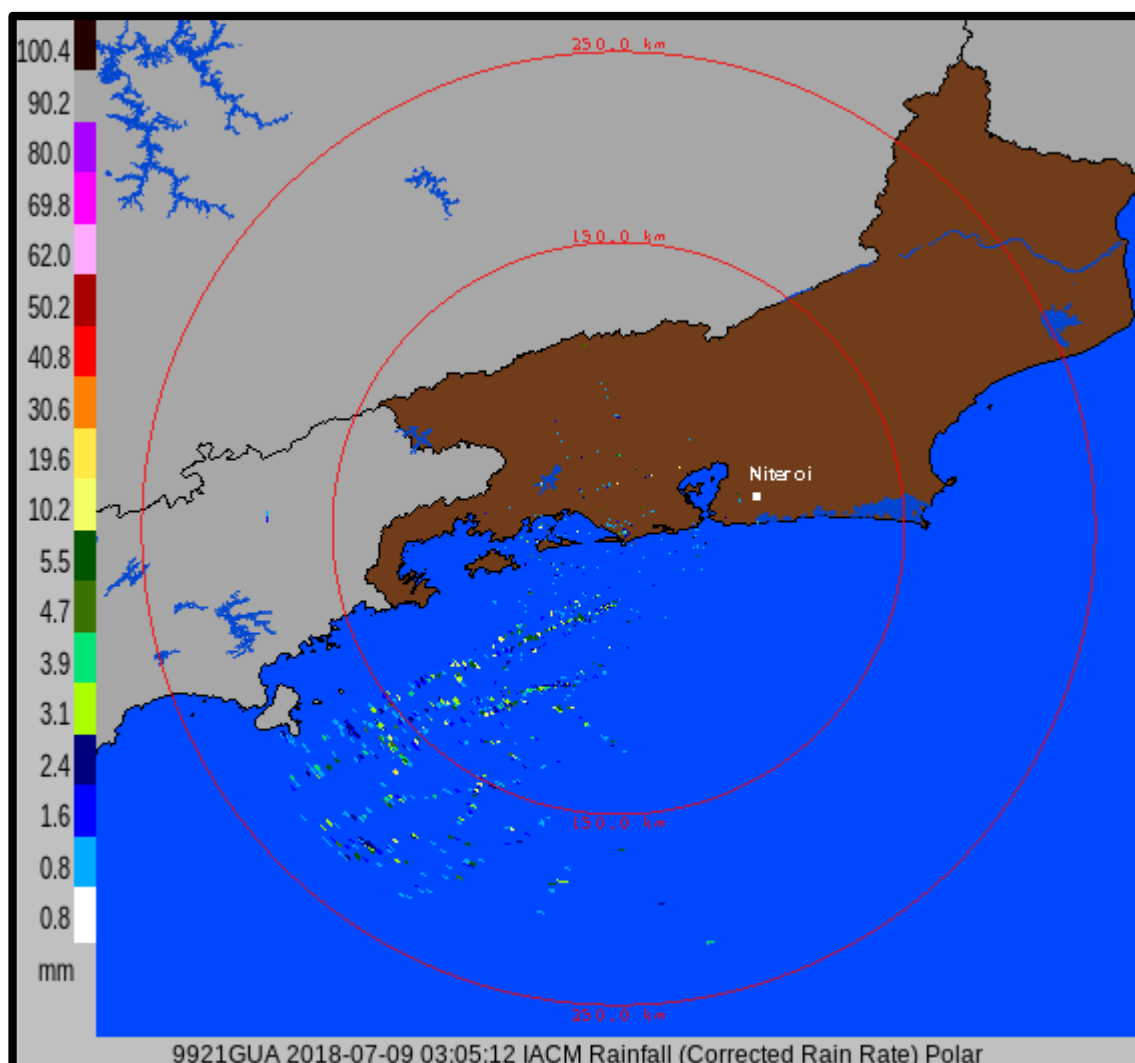 250.0 km
100.4
90.2
80.0
69.8
62.0
50.2
40.8
30.6
19.6
10.2
5.5
4.7
3.9
3.1
2.4
1.6
0.8
0.8
mm
150.0 km
Niteroi
150.0 km
250.0 km
9921GUA 2018-07-09 03:05:12 IACM Rainfall (Corrected Rain Rate) Polar